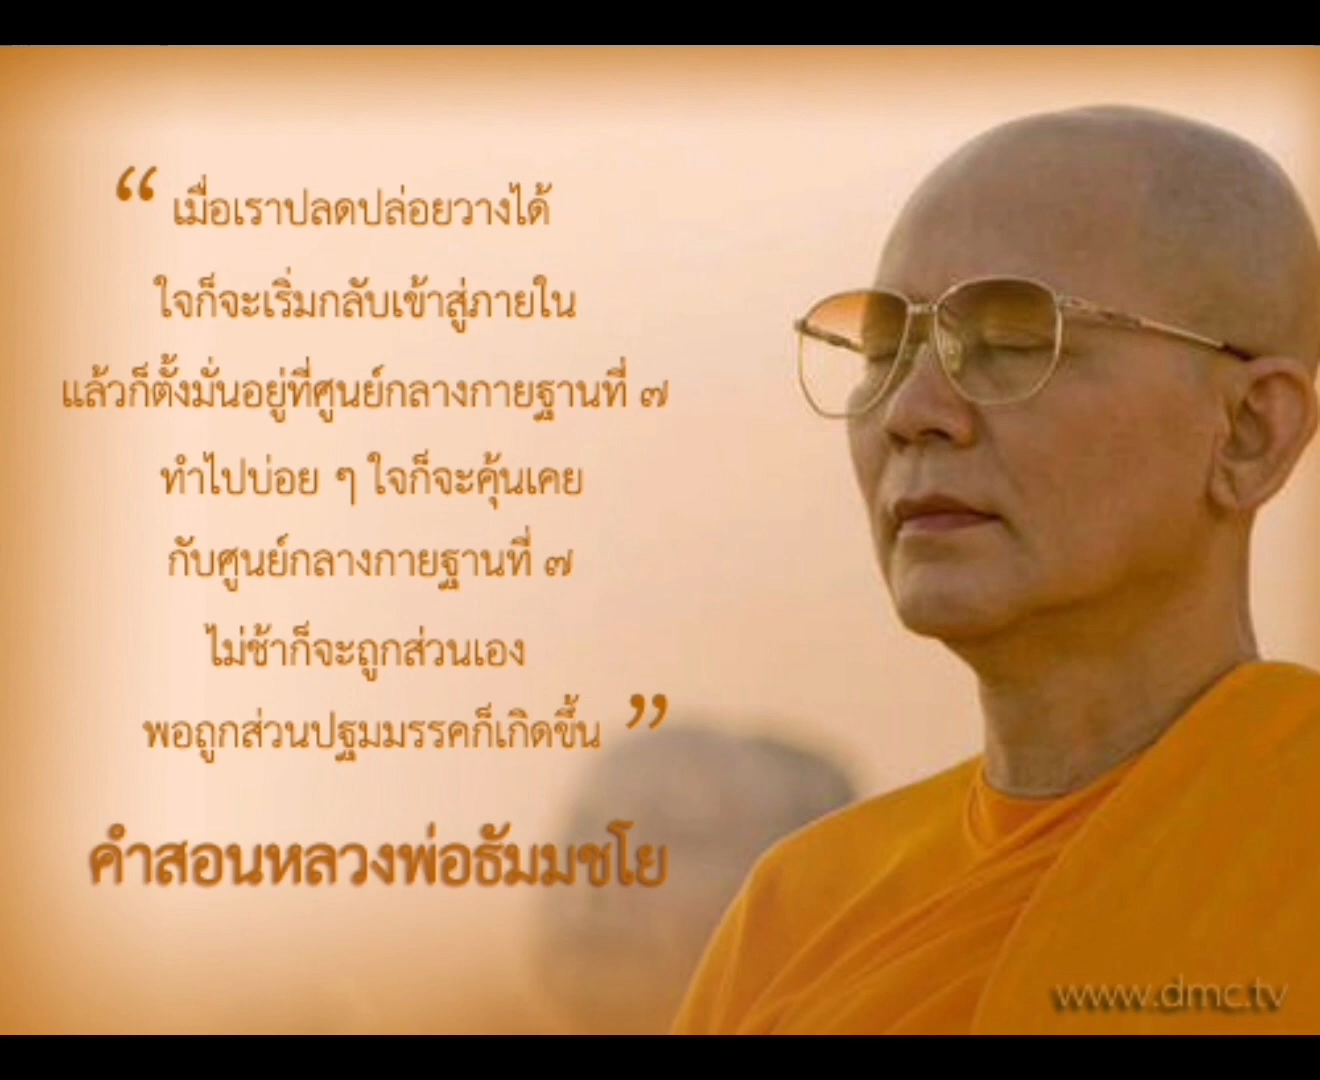 “ เมื่อเราปลดปล่อยวางได้
ใจก็จะเริ่มกลับเข้าสู่ภายใน
แล้วก็ตั้งมั่นอยู่ที่ศูนย์กลางกายฐานที่ ๗
ทำไปบ่อย ๆ ใจก็จะคุ้นเคย
กับศูนย์กลางกายฐานที่ ๗
ไม่ช้าก็จะถูกส่วนเอง
พอถูกส่วนปฐมมรรคก็เกิดขึ้น ”
คำสอนหลวงพ่อธัมมชโย
www.dmc.tv